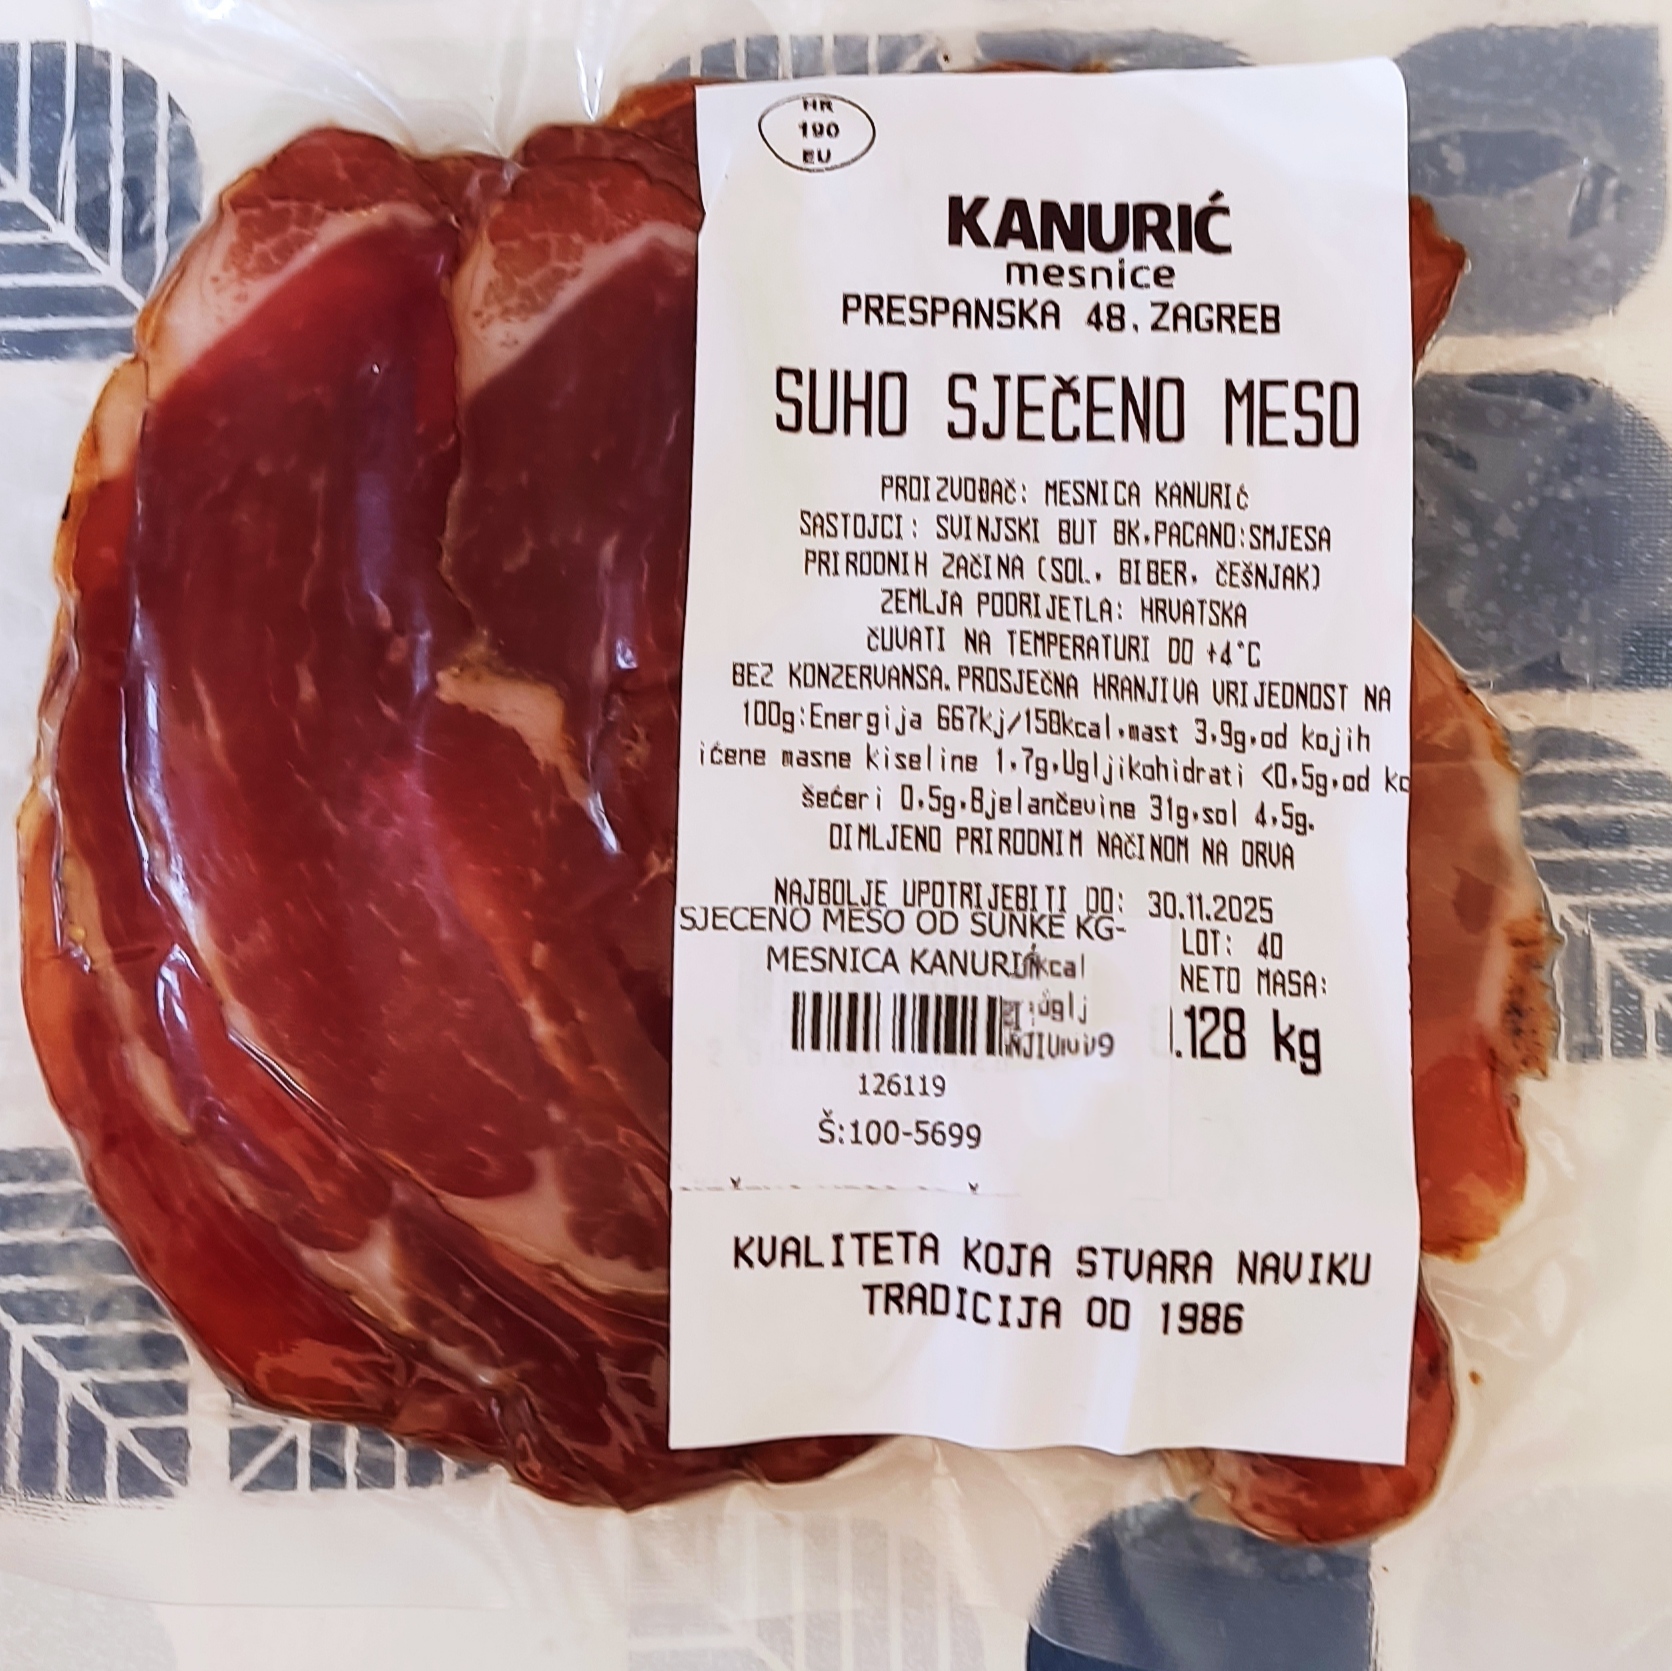 HR
190
EU
KANURIĆ
mesnice
PRESPANSKA 48, ZAGREB
SUHO SJEČENO MESO
PROIZVOĐAČ: MESNICA KANURIĆ
SASTOJCI: SVINJSKI BUT BK,PACANO:SMJESA
PRIRODNIH ZAČINA (SOL, BIBER, ČEŠNJAK)
ZEMLJA PODRIJETLA: HRVATSKA
ČUVATI NA TEMPERATURI DO +4°C
BEZ KONZERVANSA. PROSJEČNA HRANJIVA VRIJEDNOST NA
100g:Energija 667kj/158kcal,mast 3,9g,od kojih
ićene masne kiseline 1,7g,Ugljikohidrati <0,5g,od ko
šećeri 0,5g,Bjelančevine 31g,sol 4,5g.
DIMLJENO PRIRODNIM NAČINOM NA DRVA
NAJBOLJE UPOTRIJEBITI DO: 30.11.2025
SJECENO MESO OD SUNKE KG-
LOT: 40
MESNICA kcal
NETO MASA:
uglj
.128 kg
126119
Š:100-5699
KVALITETA KOJA STVARA NAVIKU
TRADICIJA OD 1986